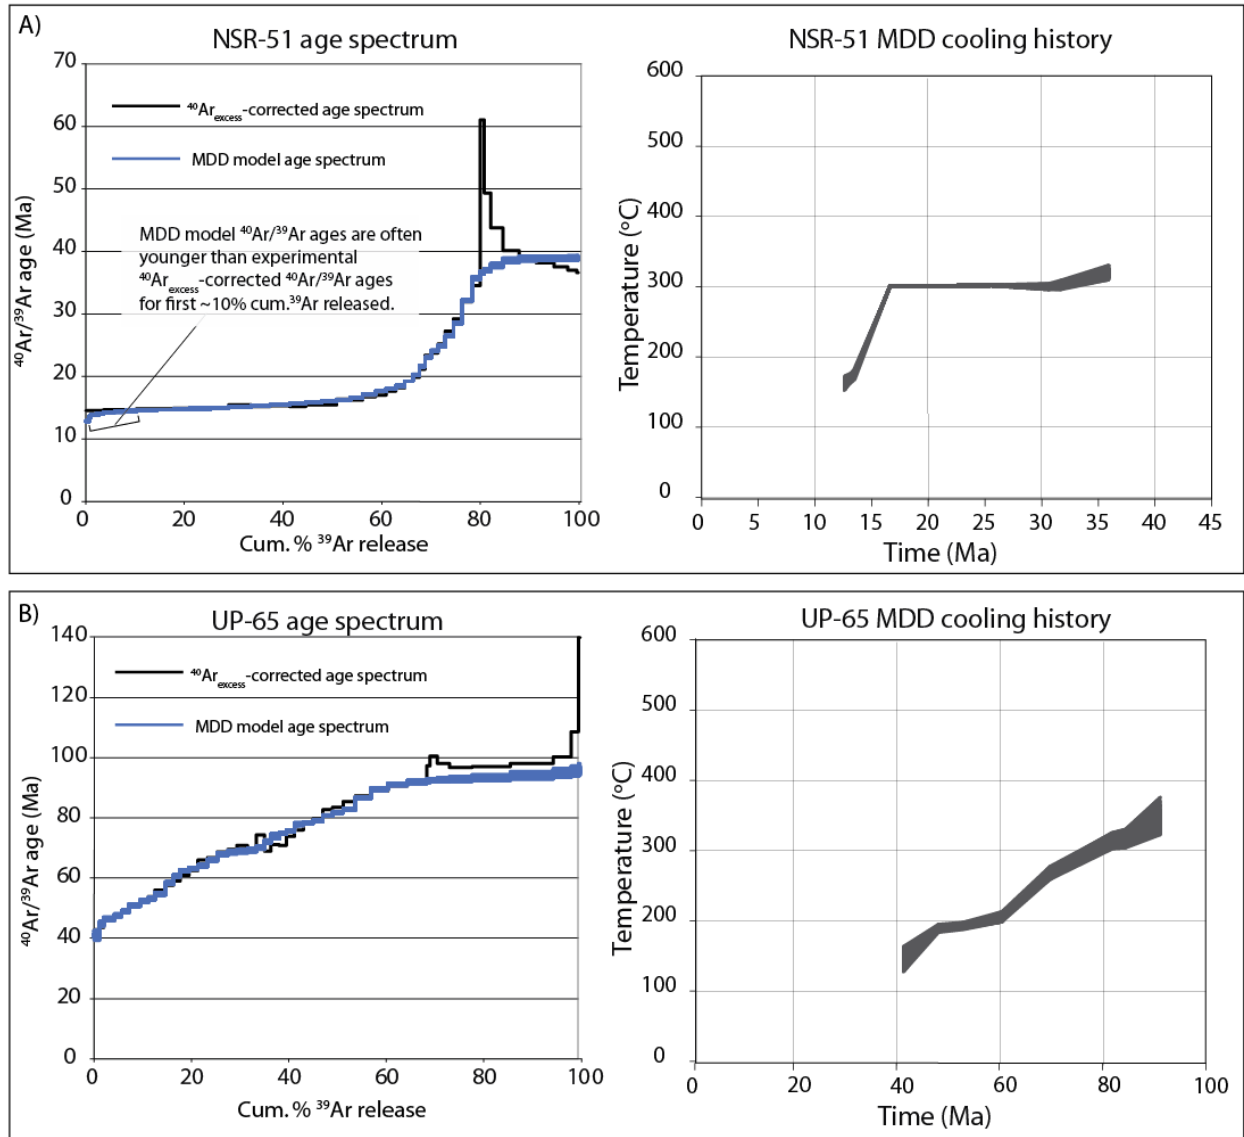 A)
NSR-51 age spectrum
70
60
50
40
30
20
10
0
⁴⁰Ar/³⁹Ar age (Ma)
⁴⁰Ar_excess-corrected age spectrum
MDD model age spectrum
MDD model ⁴⁰Ar/³⁹Ar ages are often
younger than experimental
⁴⁰Ar_excess-corrected ⁴⁰Ar/³⁹Ar ages
for first ~10% cum.³⁹Ar released.
0 20 40 60 80 100
Cum. % ³⁹Ar release
NSR-51 MDD cooling history
600
500
400
300
200
100
0
Temperature (°C)
0 5 10 15 20 25 30 35 40 45
Time (Ma)
B)
UP-65 age spectrum
140
120
100
80
60
40
20
0
⁴⁰Ar/³⁹Ar age (Ma)
⁴⁰Ar_excess-corrected age spectrum
MDD model age spectrum
0 20 40 60 80 100
Cum. % ³⁹Ar release
UP-65 MDD cooling history
600
500
400
300
200
100
0
Temperature (°C)
0 20 40 60 80 100
Time (Ma)